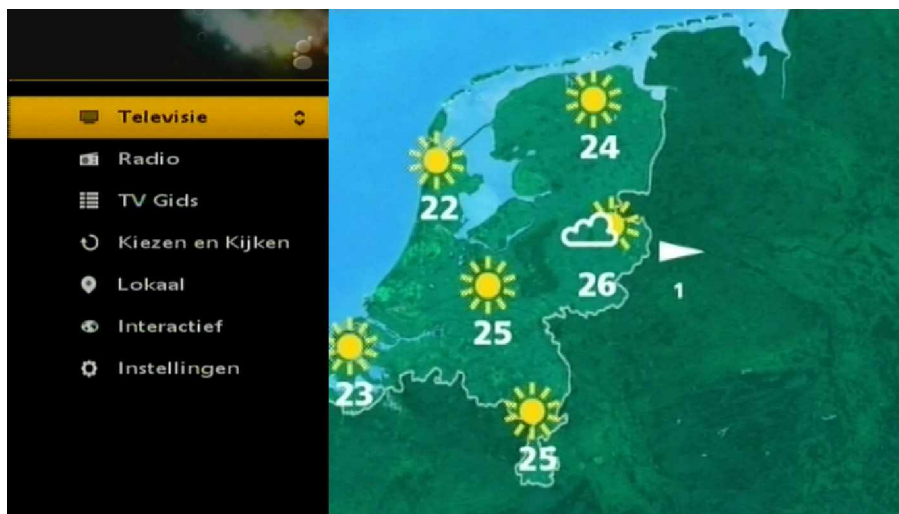 Televisie
Radio
TV Gids
Kiezen en Kijken
Lokaal
Interactief
Instellingen
24
22
26
1
25
23
25